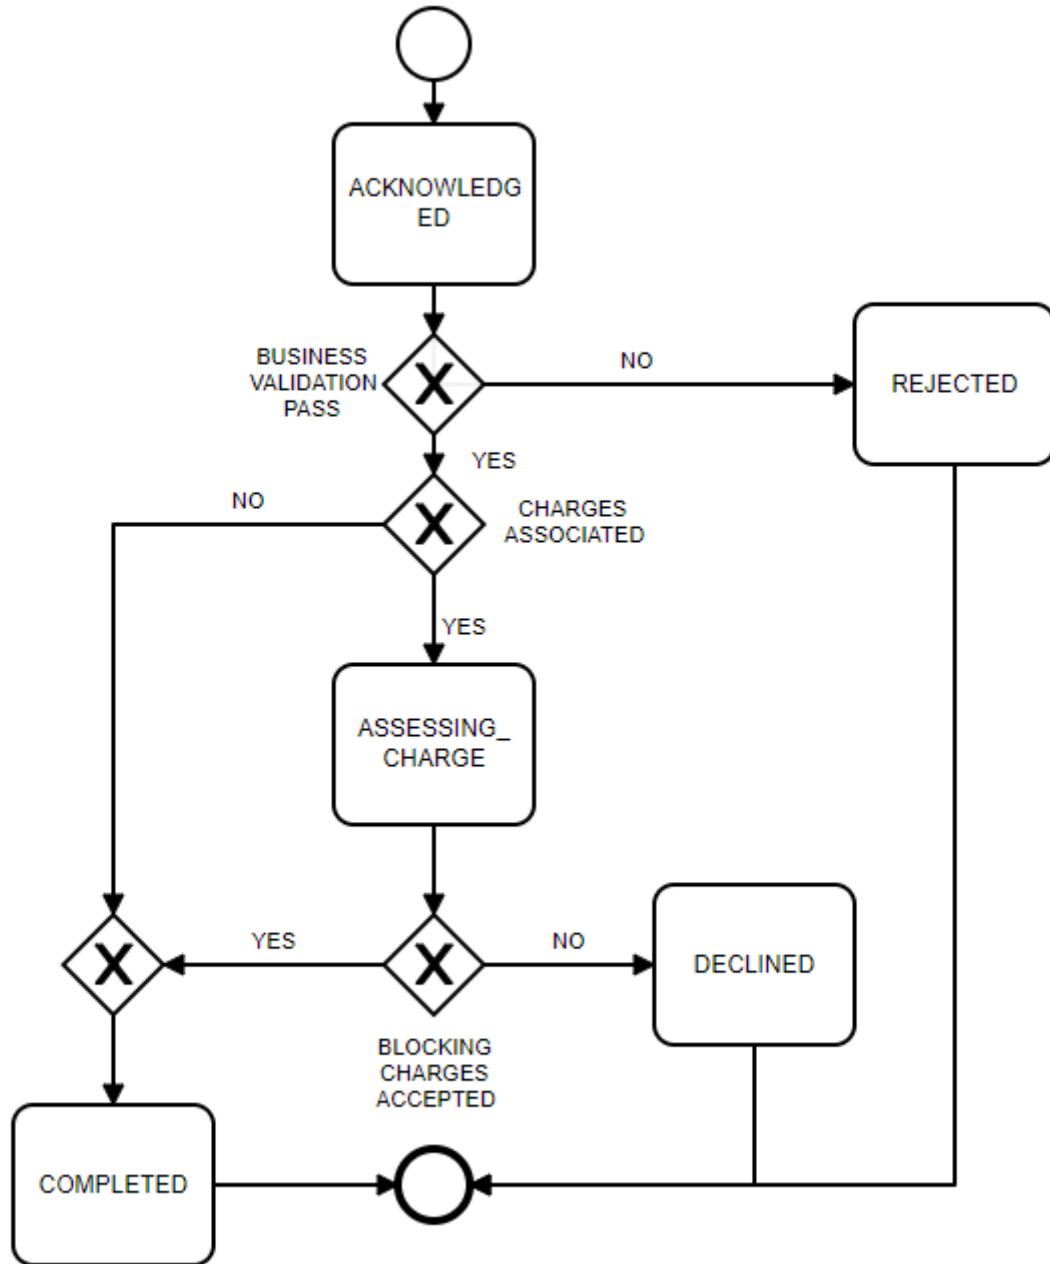 ACKNOWLEDG
ED
BUSINESS
VALIDATION
PASS
NO
REJECTED
YES
NO
CHARGES
ASSOCIATED
YES
ASSESSING_
CHARGE
YES
NO
DECLINED
BLOCKING
CHARGES
ACCEPTED
COMPLETED